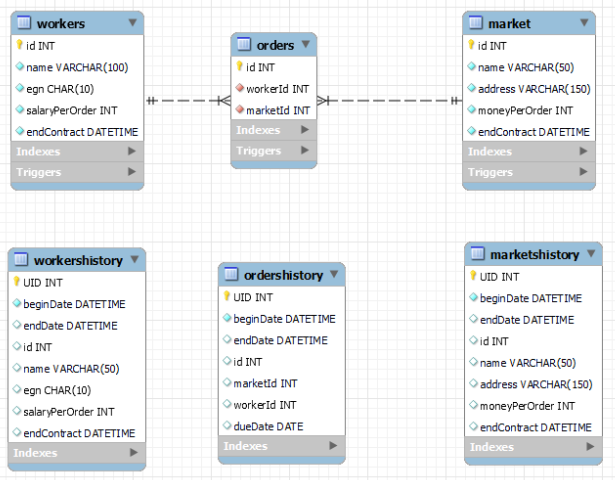 workers
id INT
name VARCHAR(100)
egn CHAR(10)
salaryPerOrder INT
endContract DATETIME
Indexes
Triggers
orders
id INT
workerId INT
marketId INT
Indexes
Triggers
market
id INT
name VARCHAR(50)
address VARCHAR(150)
moneyPerOrder INT
endContract DATETIME
Indexes
Triggers
workershistory
UID INT
beginDate DATETIME
endDate DATETIME
id INT
name VARCHAR(50)
egn CHAR(10)
salaryPerOrder INT
endContract DATETIME
Indexes
ordershistory
UID INT
beginDate DATETIME
endDate DATETIME
id INT
marketId INT
workerId INT
dueDate DATE
Indexes
marketshistory
UID INT
beginDate DATETIME
endDate DATETIME
id INT
name VARCHAR(50)
address VARCHAR(150)
moneyPerOrder INT
endContract DATETIME
Indexes